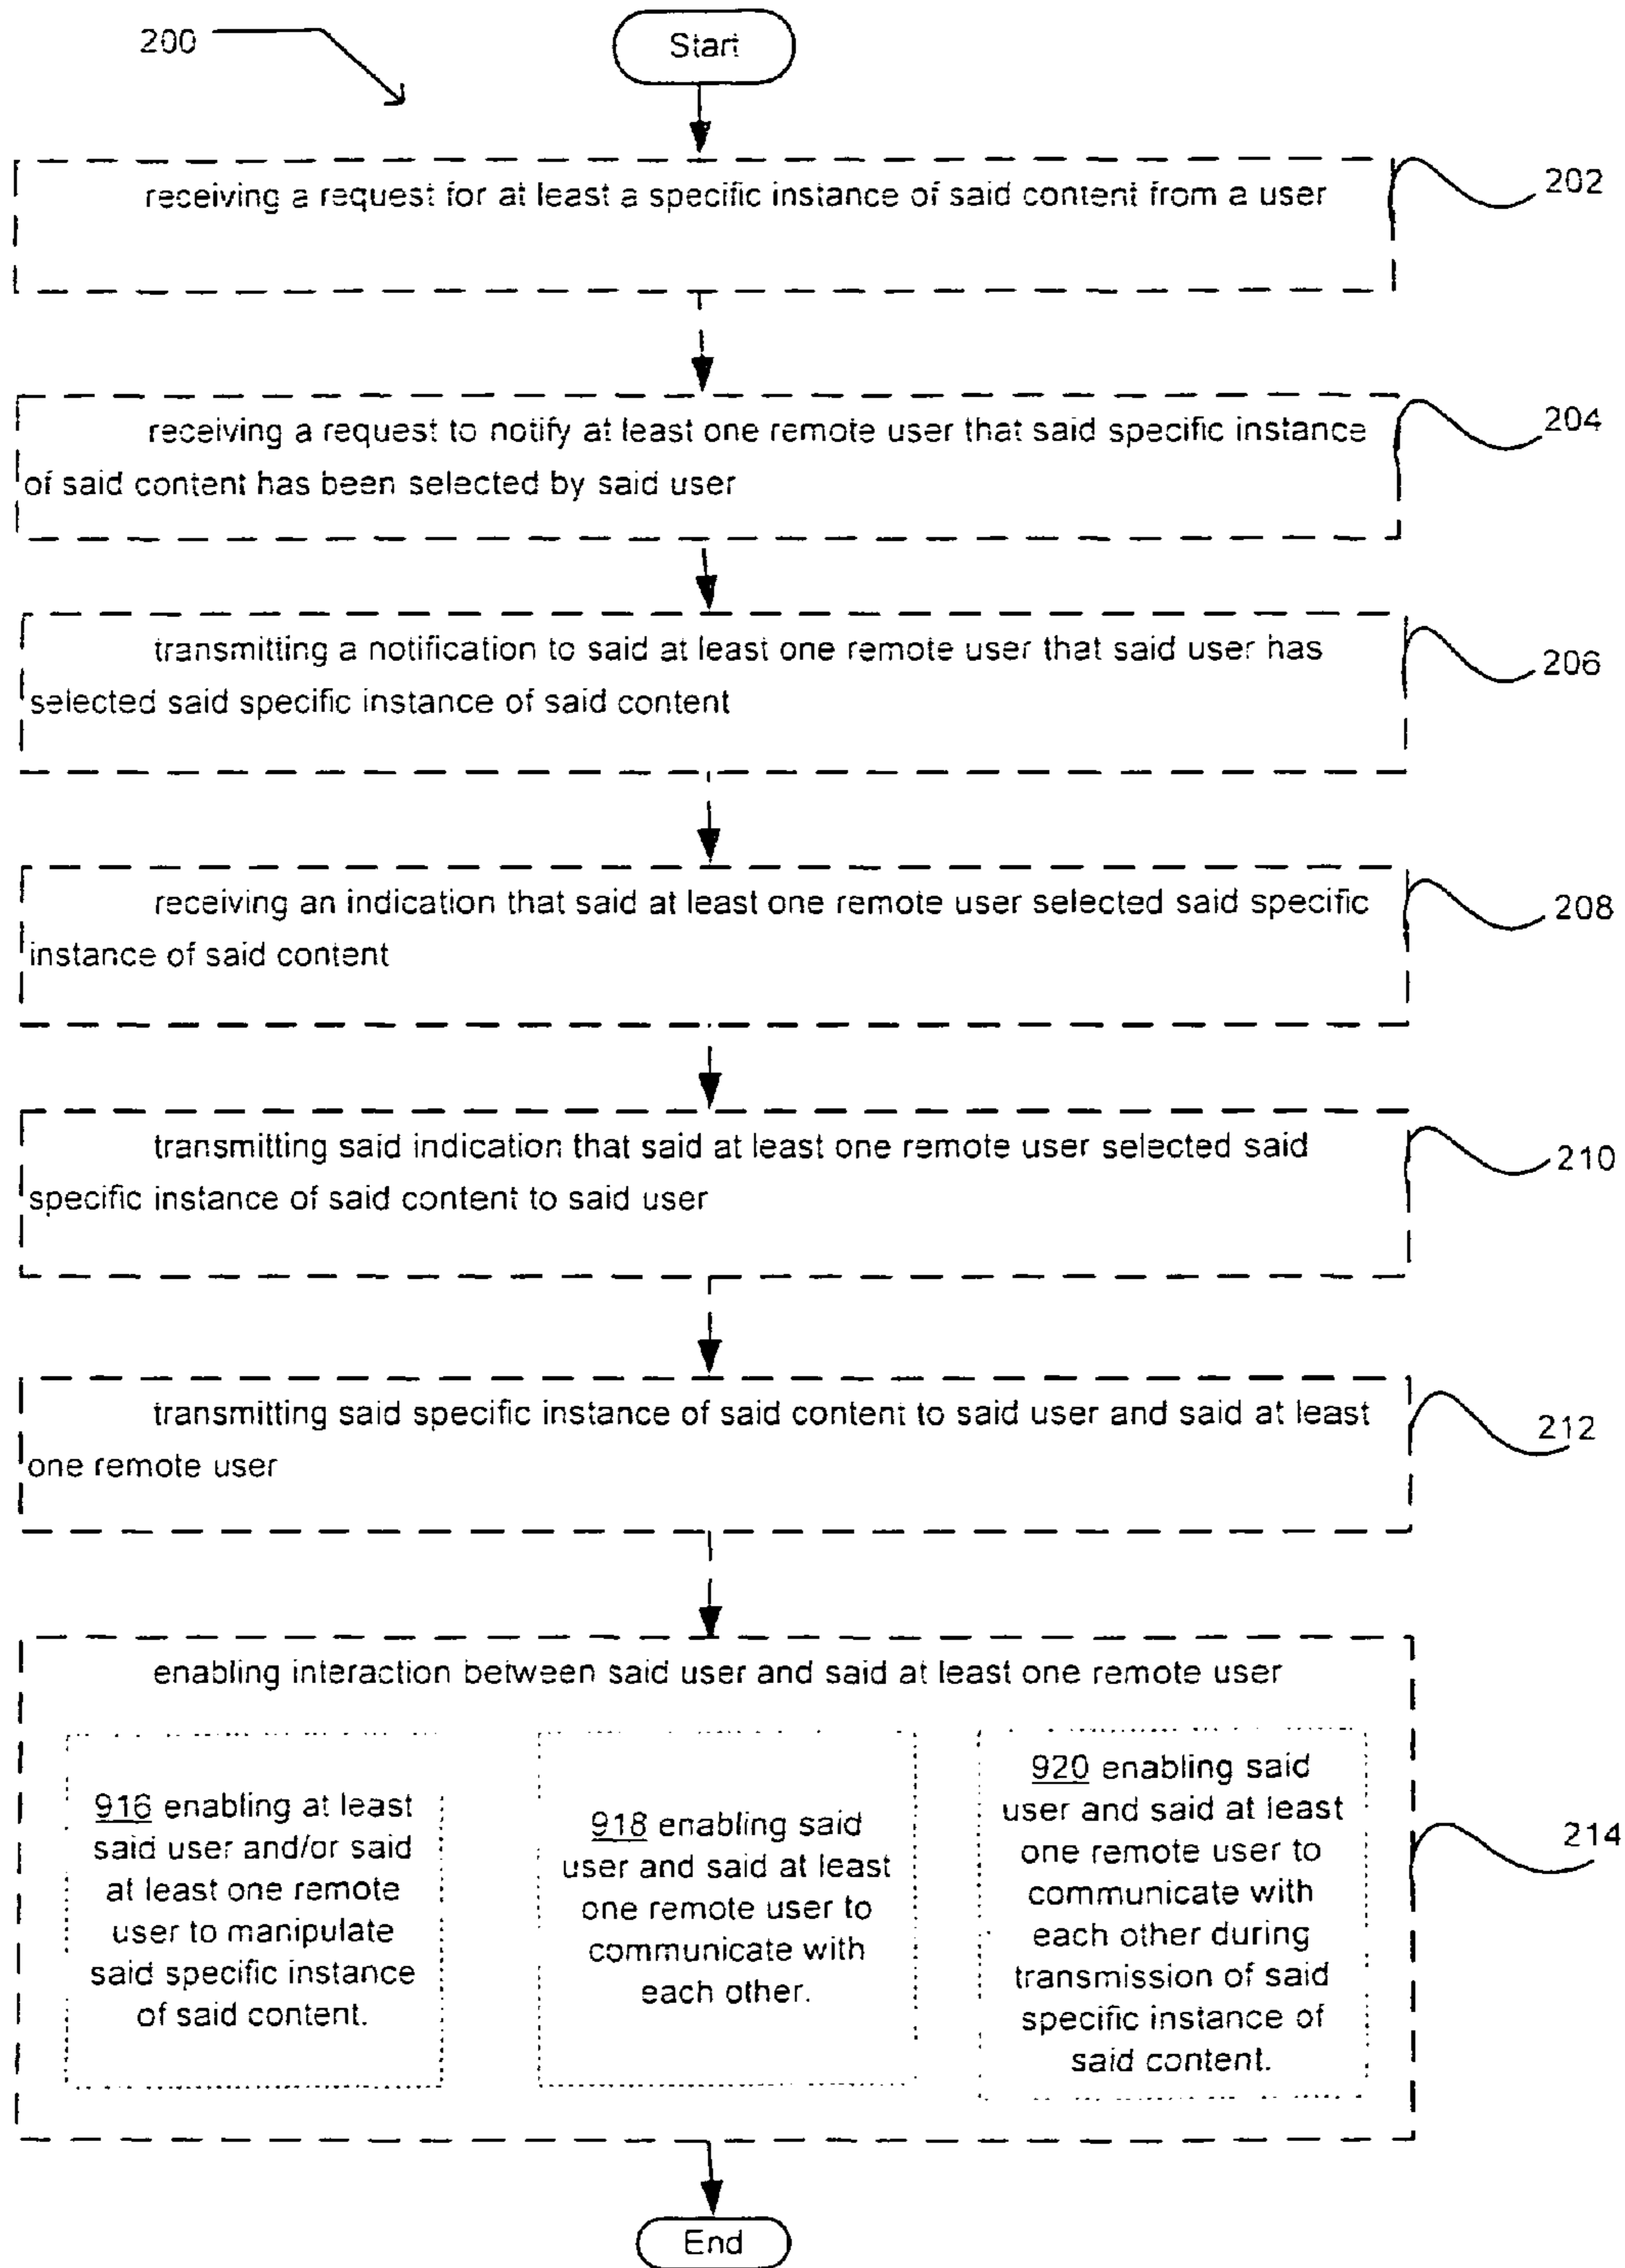 200
Start
receiving a request for at least a specific instance of said content from a user
202
receiving a request to notify at least one remote user that said specific instance
of said content has been selected by said user
204
transmitting a notification to said at least one remote user that said user has
selected said specific instance of said content
206
receiving an indication that said at least one remote user selected said specific
instance of said content
208
transmitting said indication that said at least one remote user selected said
specific instance of said content to said user
210
transmitting said specific instance of said content to said user and said at least
one remote user
212
enabling interaction between said user and said at least one remote user
916 enabling at least
said user and/or said
at least one remote
user to manipulate
said specific instance
of said content.
918 enabling said
user and said at least
one remote user to
communicate with
each other.
920 enabling said
user and said at least
one remote user to
communicate with
each other during
transmission of said
specific instance of
said content.
214
End